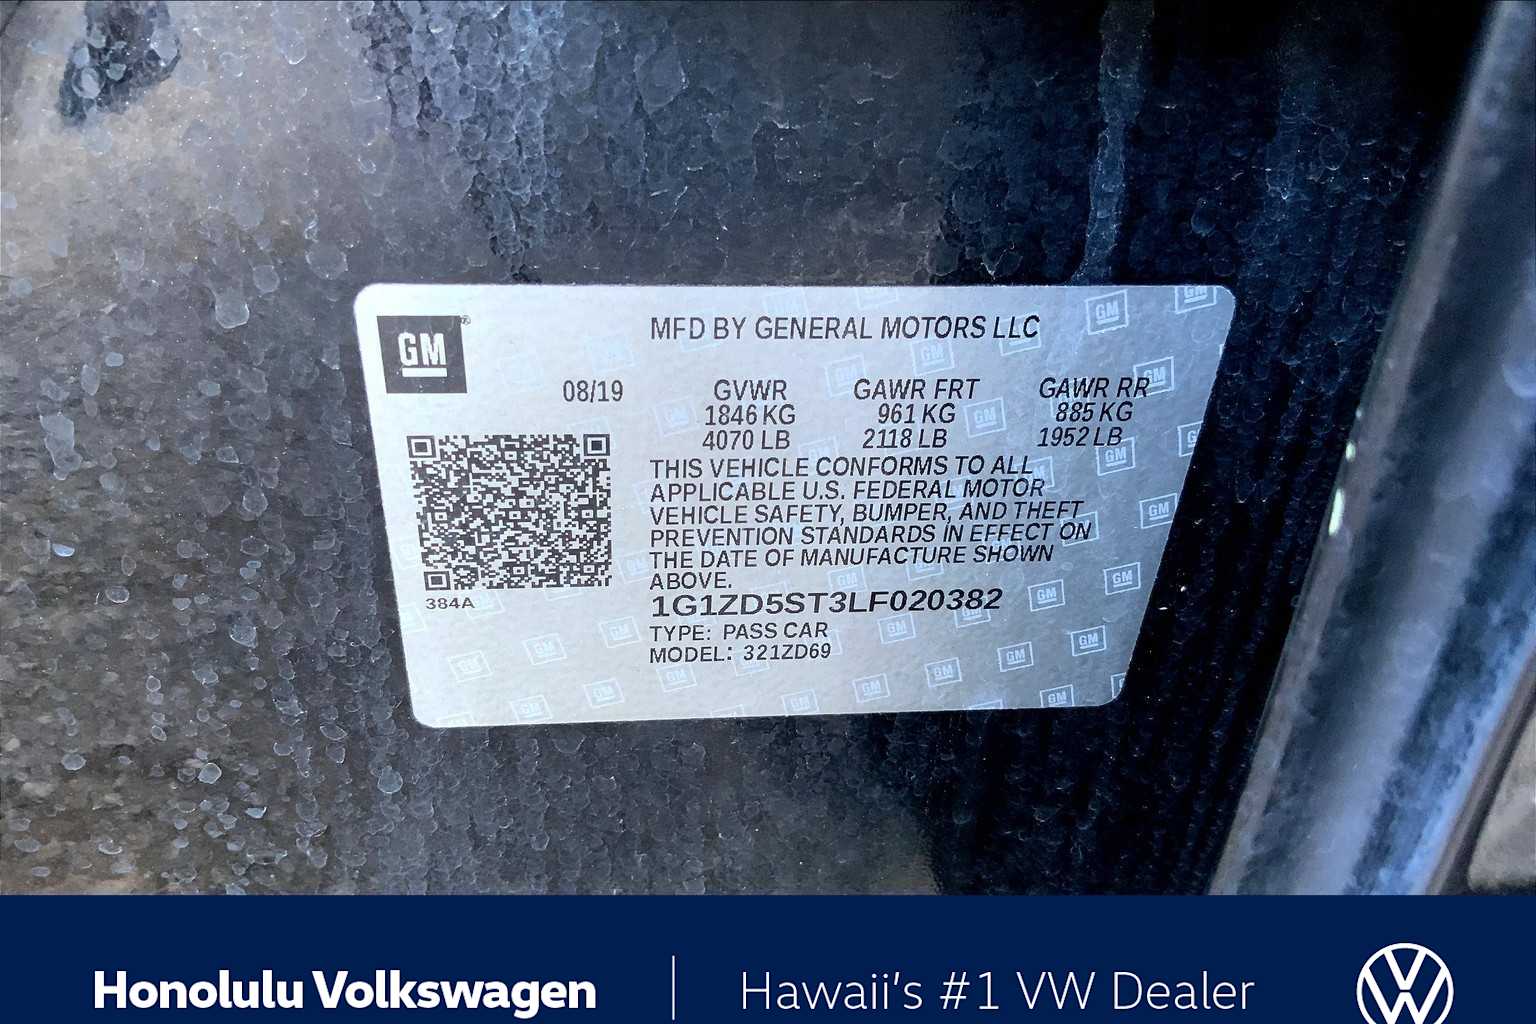 GM
MFD BY GENERAL MOTORS LLC
08/19
GVWR GAWR FRT GAWR RR
1846 KG 961 KG 885 KG
4070 LB 2118 LB 1952 LB
THIS VEHICLE CONFORMS TO ALL
APPLICABLE U.S. FEDERAL MOTOR
VEHICLE SAFETY, BUMPER, AND THEFT
PREVENTION STANDARDS IN EFFECT ON
THE DATE OF MANUFACTURE SHOWN
ABOVE.
384A
1G1ZD5ST3LF020382
TYPE: PASS CAR
MODEL: 321ZD69
Honolulu Volkswagen | Hawaii's #1 VW Dealer